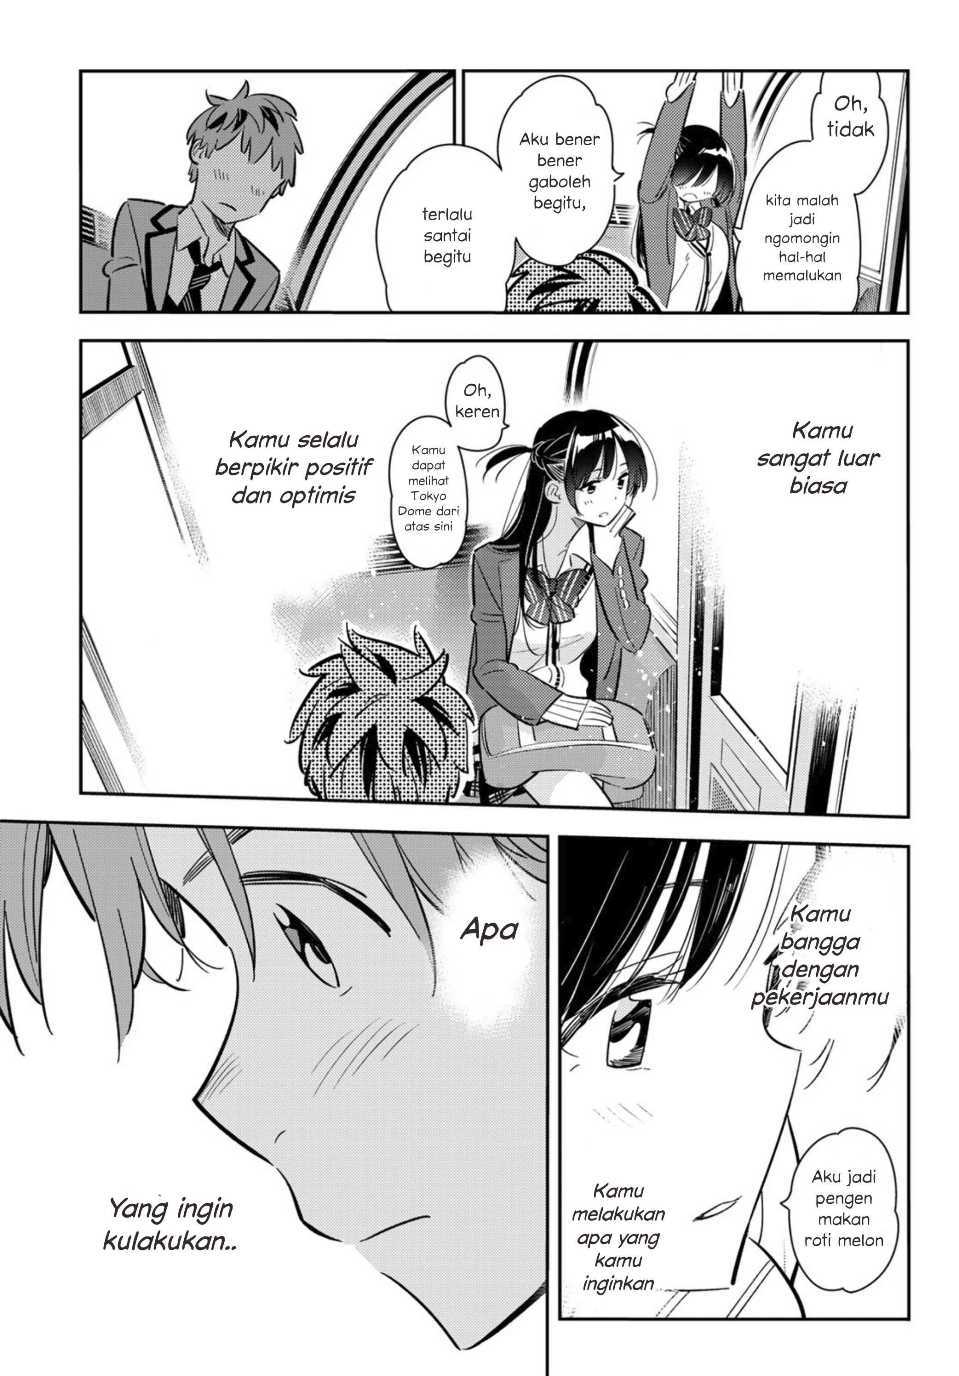 Oh,
tidak
kita malah
jadi
ngomongin
hal-hal
memalukan
Aku bener
bener
gaboleh
begitu,
terlalu
santai
begitu
Kamu
sangat luar
biasa
Oh,
keren
Kamu
dapat
melihat
Tokyo
Dome dari
atas sini
Kamu selalu
berpikir positif
dan optimis
Kamu
bangga
dengan
pekerjaanmu
Aku jadi
pengen
makan
roti melon
Kamu
melakukan
apa yang
kamu
inginkan
Apa
Yang ingin
kulakukan..